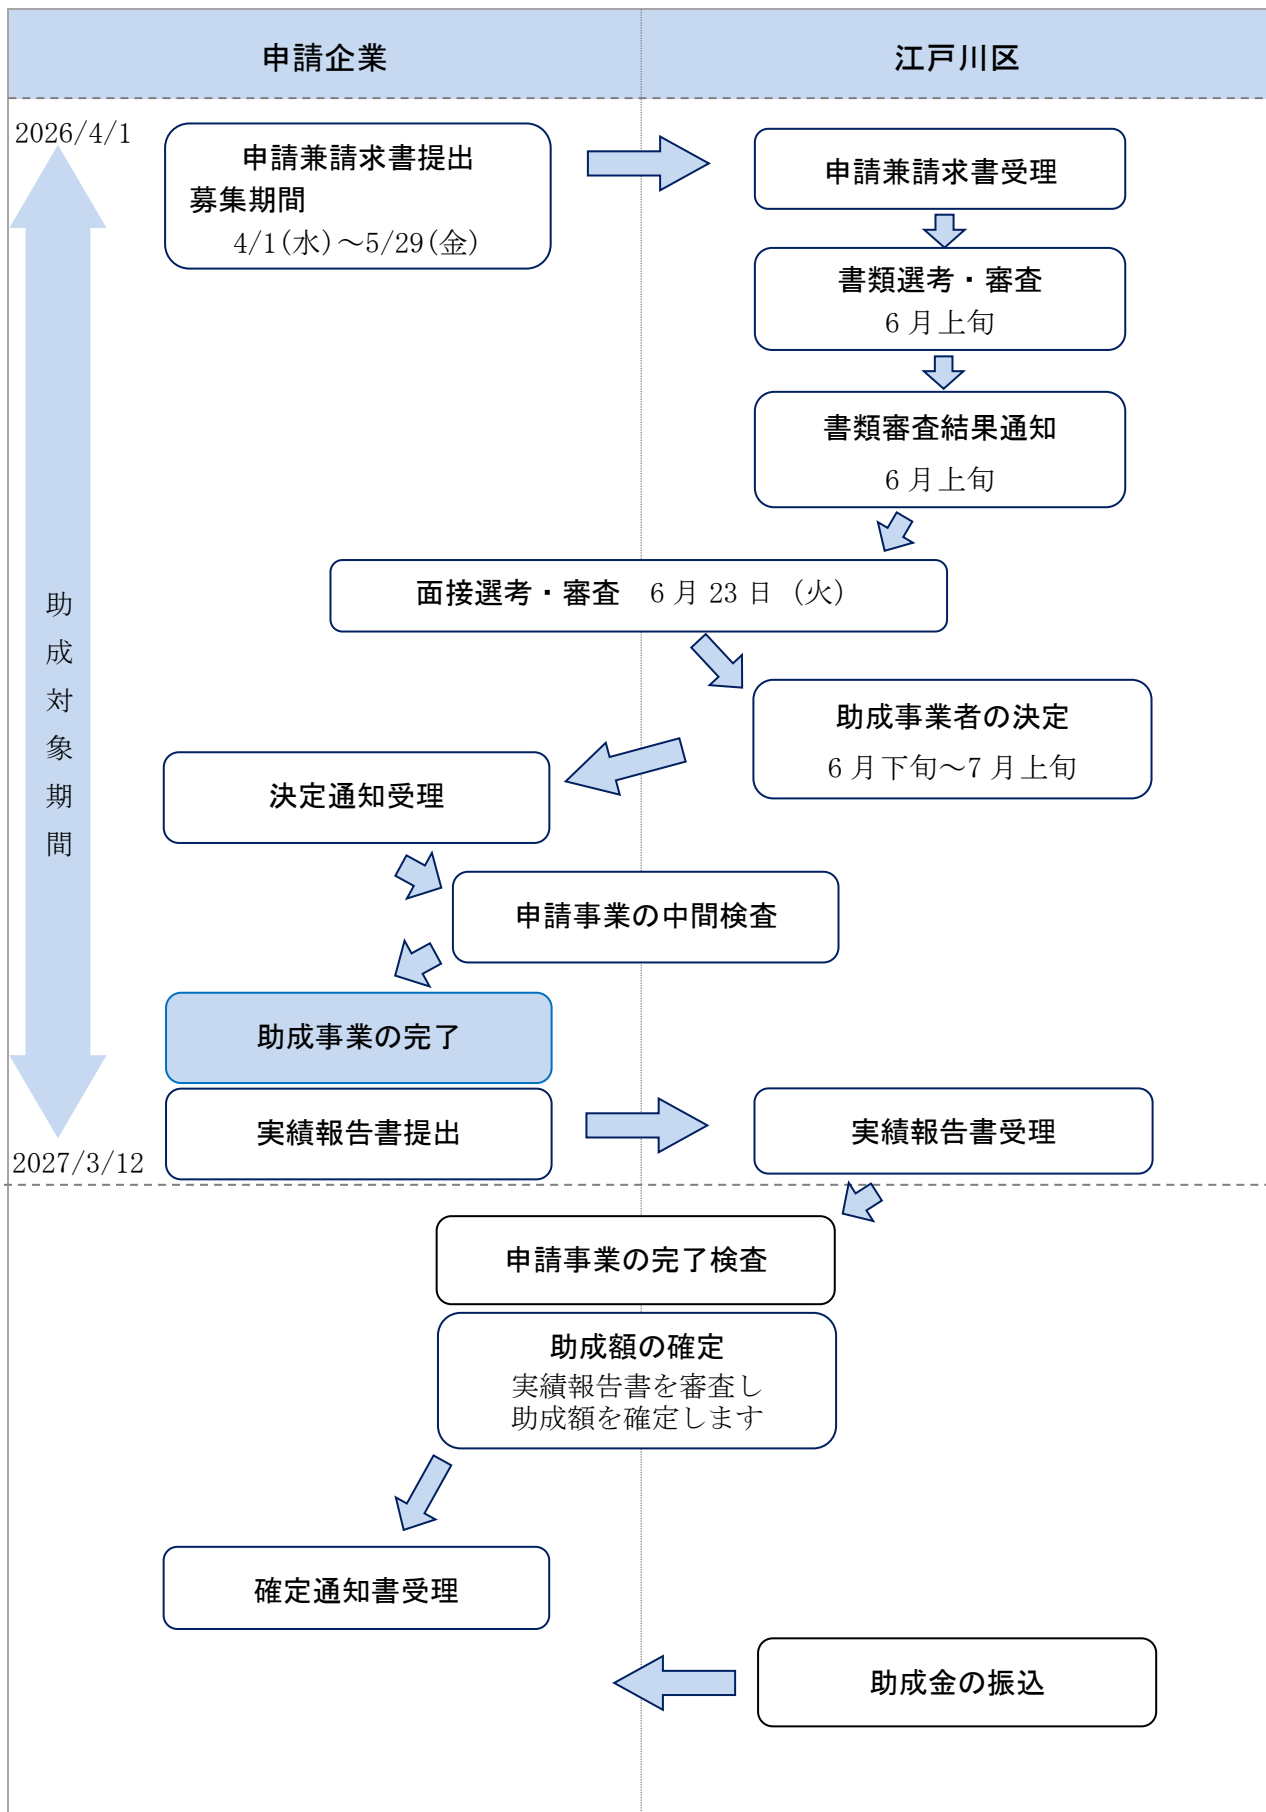 申請企業
江戸川区
2026/4/1
申請兼請求書提出
募集期間
4/1(水)～5/29(金)
申請兼請求書受理
書類選考・審査
6月上旬
書類審査結果通知
6月上旬
面接選考・審査　6月23日（火）
助成対象期間
助成事業者の決定
6月下旬～7月上旬
決定通知受理
申請事業の中間検査
助成事業の完了
実績報告書提出
実績報告書受理
2027/3/12
申請事業の完了検査
助成額の確定
実績報告書を審査し
助成額を確定します
確定通知書受理
助成金の振込